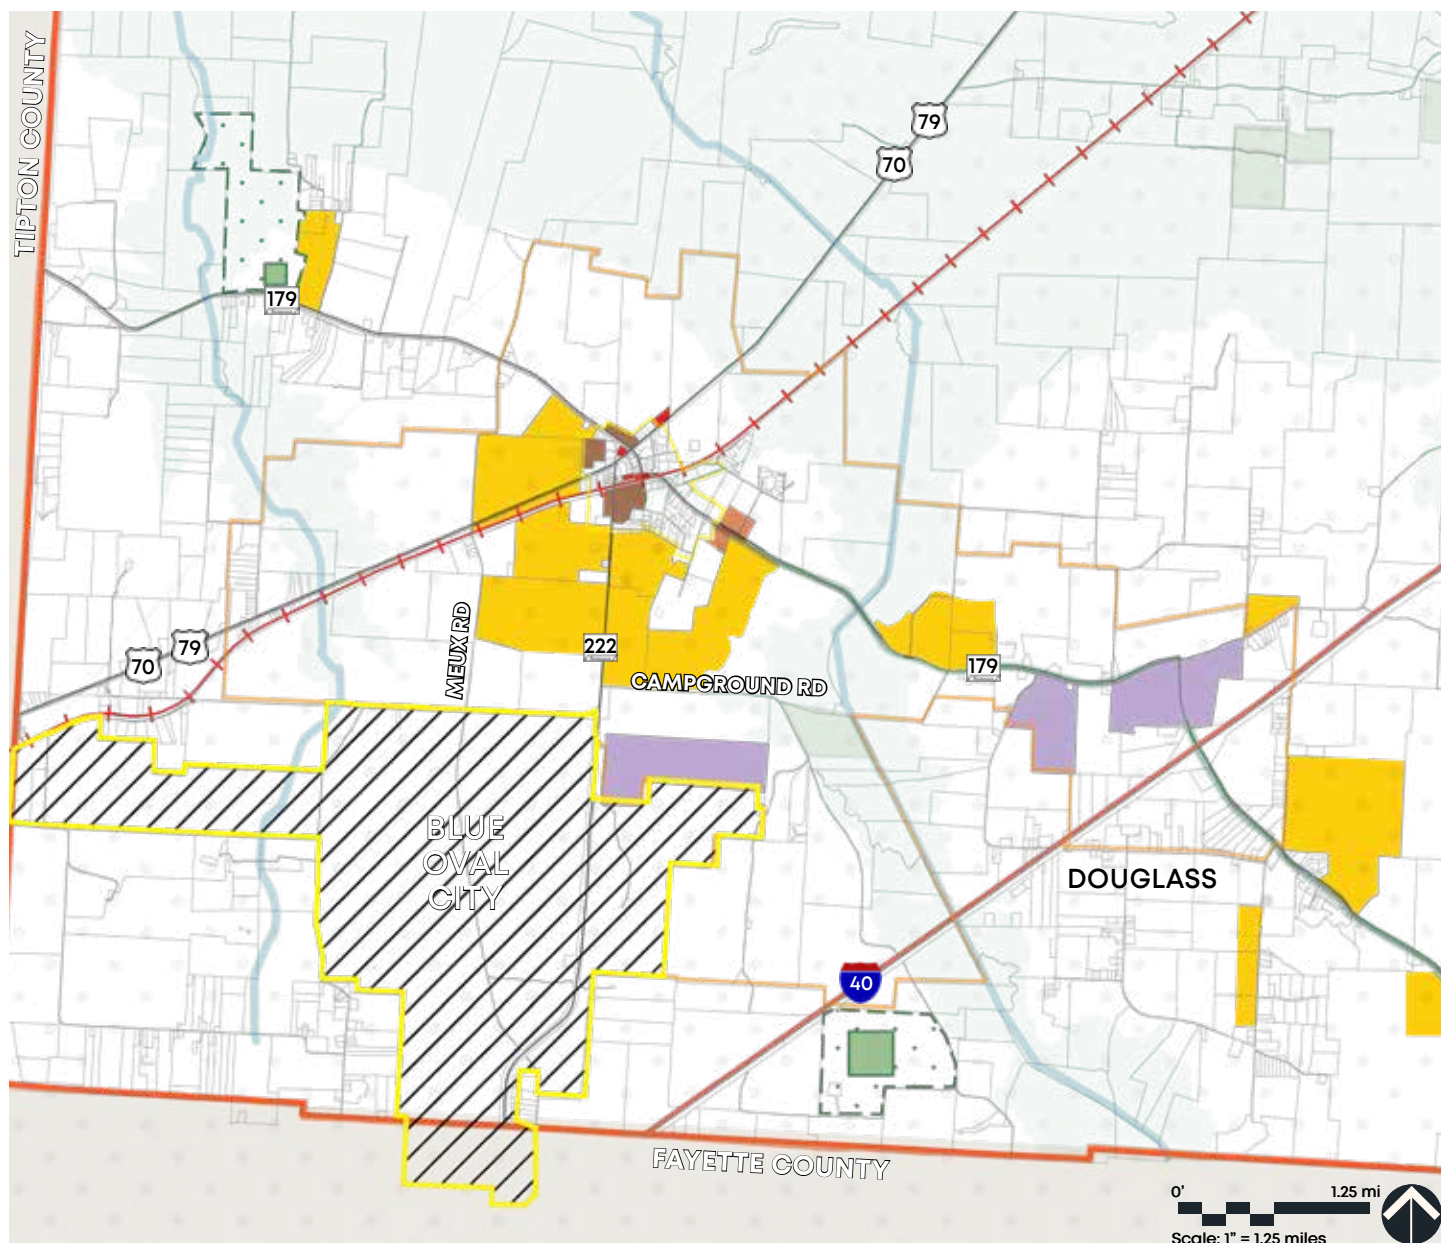 TIPTON COUNTY
79
70
179
MEUX RD
79
70
222
CAMPGROUND RD
179
BLUE
OVAL
CITY
DOUGLASS
40
FAYETTE COUNTY
0' 1.25 mi
Scale: 1" = 1.25 miles